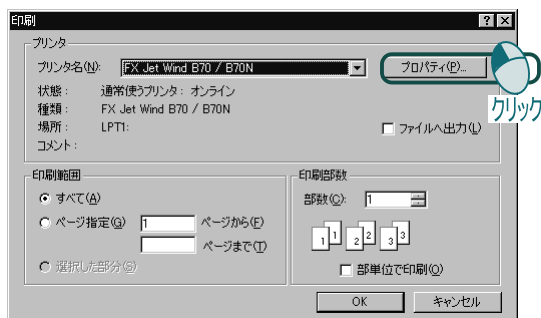 印刷
プリンタ
プリンタ名(N): FX Jet Wind B70 / B70N プロパティ(P)...
状態： 通常使うプリンタ： オンライン
種類： FX Jet Wind B70 / B70N
場所： LPT1: ファイルへ出力(L)
コメント：
クリック
印刷範囲
すべて(A)
ページ指定(G) 1 ページから(F)
ページまで(T)
選択した部分(S)
印刷部数
部数(C): 1
1 1 2 2 3 3
部単位で印刷(O)
OK キャンセル